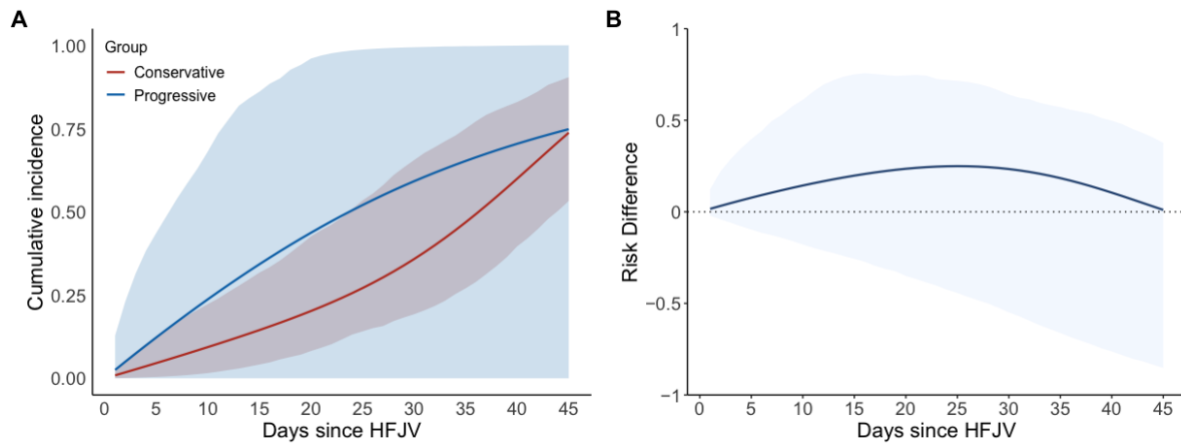 A
Cumulative incidence
1.00
0.75
0.50
0.25
0.00
Group
Conservative
Progressive
0 5 10 15 20 25 30 35 40 45
Days since HFJV
B
Risk Difference
1
0.5
0
−0.5
−1
0 5 10 15 20 25 30 35 40 45
Days since HFJV